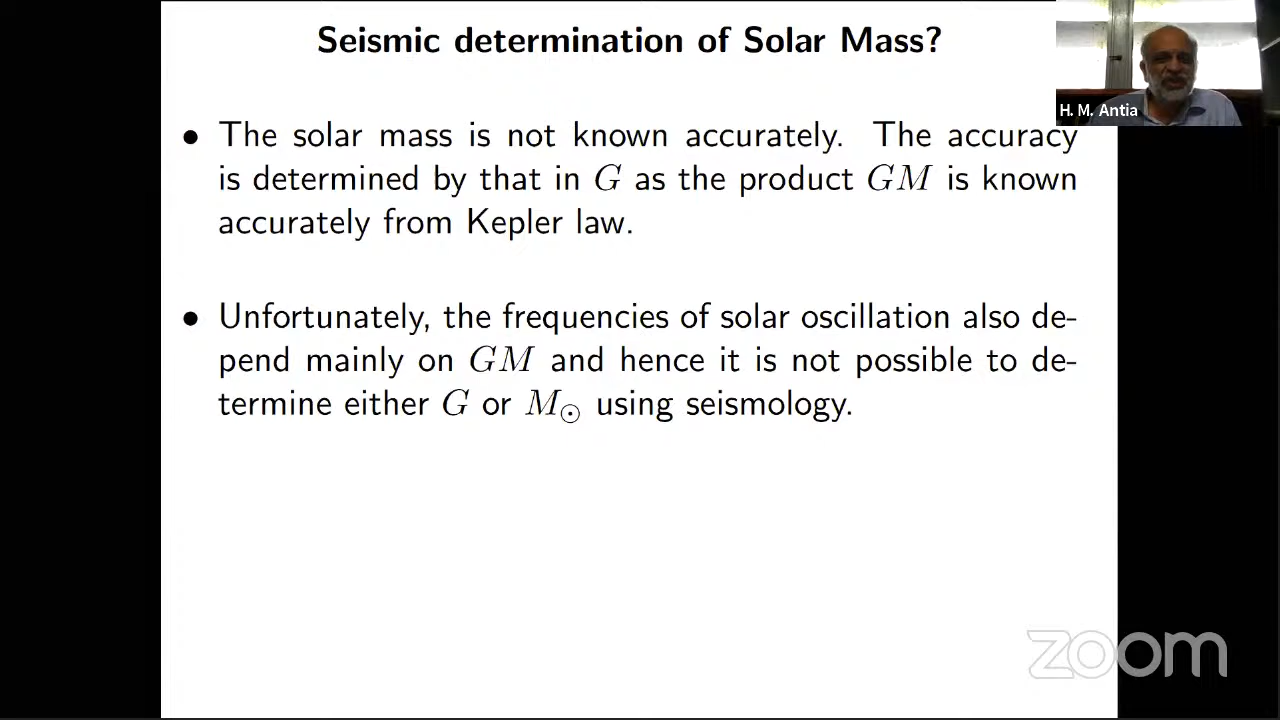 Seismic determination of Solar Mass?
H. M. Antia
• The solar mass is not known accurately. The accuracy
is determined by that in G as the product GM is known
accurately from Kepler law.
• Unfortunately, the frequencies of solar oscillation also de-
pend mainly on GM and hence it is not possible to de-
termine either G or M⊙ using seismology.
zoom